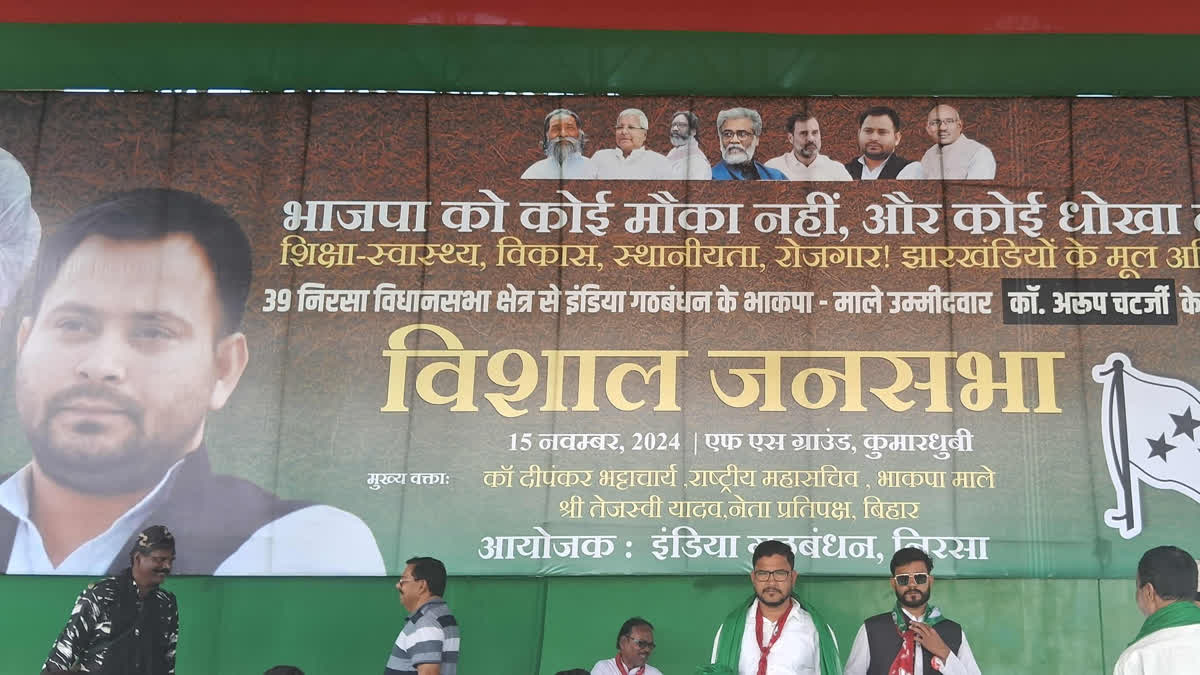 भाजपा को कोई मौका नहीं, और कोई धोखा
शिक्षा-स्वास्थ्य, विकास, स्थानीयता, रोजगार! झारखंडियों के मूल
39 निरसा विधानसभा क्षेत्र से इंडिया गठबंधन के भाकपा - माले उम्मीदवार कॉ. अरूप चटर्जी के
विशाल जनसभा
15 नवम्बर, 2024 | एफ एस ग्राउंड, कुमारधुबी
मुख्य वक्ता: कॉ दीपंकर भट्टाचार्य ,राष्ट्रीय महासचिव , भाकपा माले
श्री तेजस्वी यादव,नेता प्रतिपक्ष, बिहार
आयोजक : इंडिया गठबंधन, निरसा